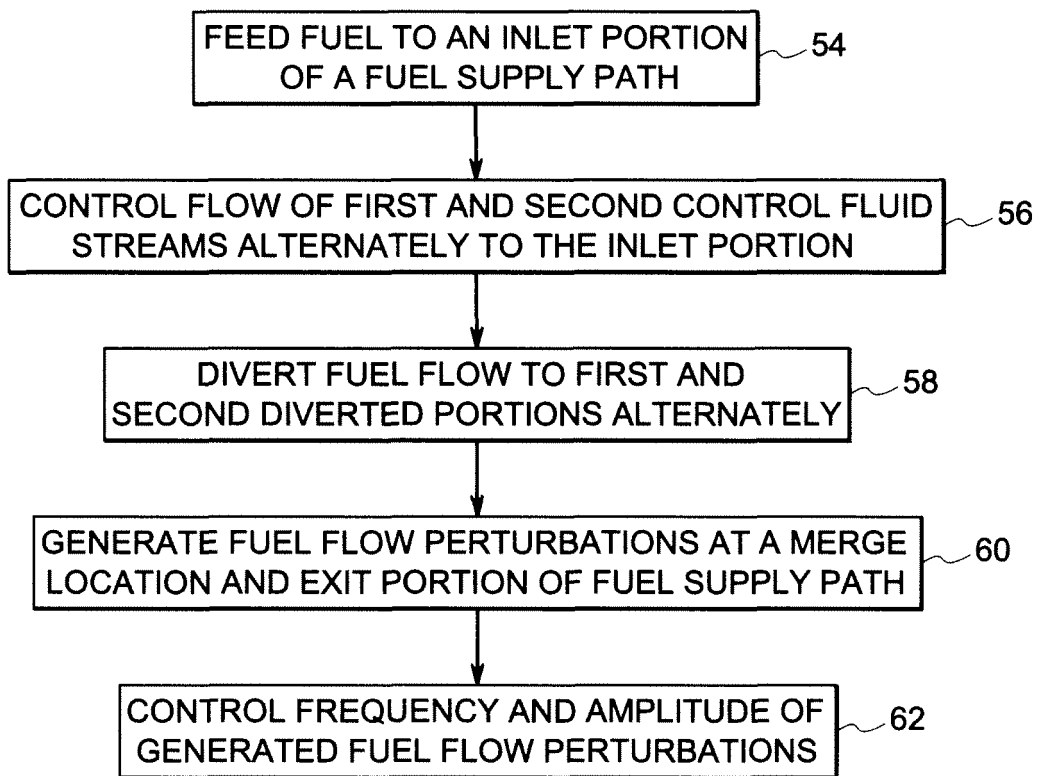 FEED FUEL TO AN INLET PORTION
OF A FUEL SUPPLY PATH
54
CONTROL FLOW OF FIRST AND SECOND CONTROL FLUID
STREAMS ALTERNATELY TO THE INLET PORTION
56
DIVERT FUEL FLOW TO FIRST AND
SECOND DIVERTED PORTIONS ALTERNATELY
58
GENERATE FUEL FLOW PERTURBATIONS AT A MERGE
LOCATION AND EXIT PORTION OF FUEL SUPPLY PATH
60
CONTROL FREQUENCY AND AMPLITUDE OF
GENERATED FUEL FLOW PERTURBATIONS
62